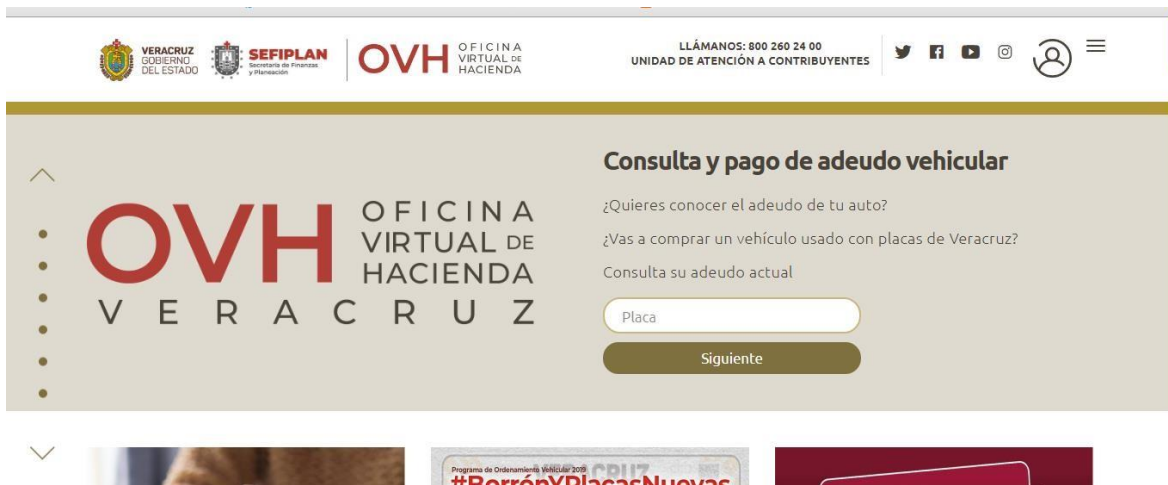 VERACRUZ
GOBIERNO
DEL ESTADO
SEFIPLAN
Secretaría de Finanzas
y Planeación
OVH
OFICINA
VIRTUAL DE
HACIENDA
LLÁMANOS: 800 260 24 00
UNIDAD DE ATENCIÓN A CONTRIBUYENTES
OVH
OFICINA
VIRTUAL DE
HACIENDA
VERACRUZ
Consulta y pago de adeudo vehicular
¿Quieres conocer el adeudo de tu auto?
¿Vas a comprar un vehículo usado con placas de Veracruz?
Consulta su adeudo actual
Placa
Siguiente
Programa de Ordenamiento Vehicular 2019
VERACRUZ
#BorrónYPlacasNuevas